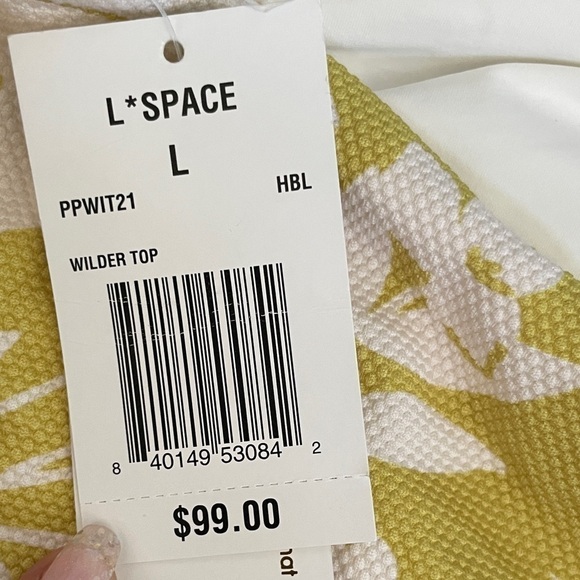 L*SPACE
L
PPWIT21 HBL
WILDER TOP
8 40149 53084 2
$99.00